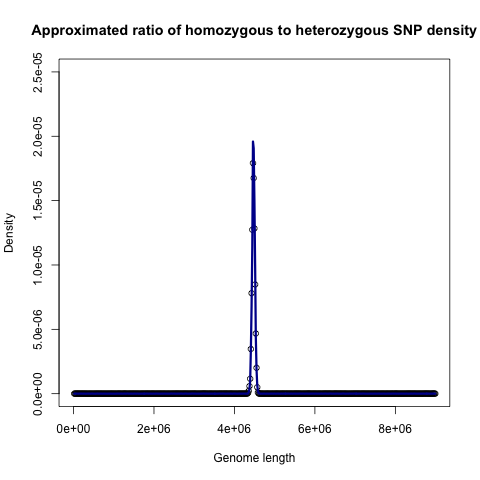 Approximated ratio of homozygous to heterozygous SNP density
2.5e-05
2.0e-05
1.5e-05
1.0e-05
5.0e-06
0.0e+00
Density
0e+00 2e+06 4e+06 6e+06 8e+06
Genome length